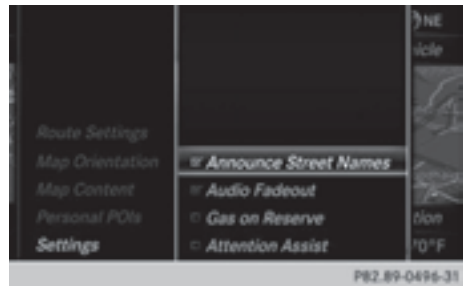 NE
icle
Route Settings
Map Orientation
Map Content
Personal POIs
Settings
Announce Street Names
Audio Fadeout
Gas on Reserve
Attention Assist
tion
70°F
P82.89-0496-31